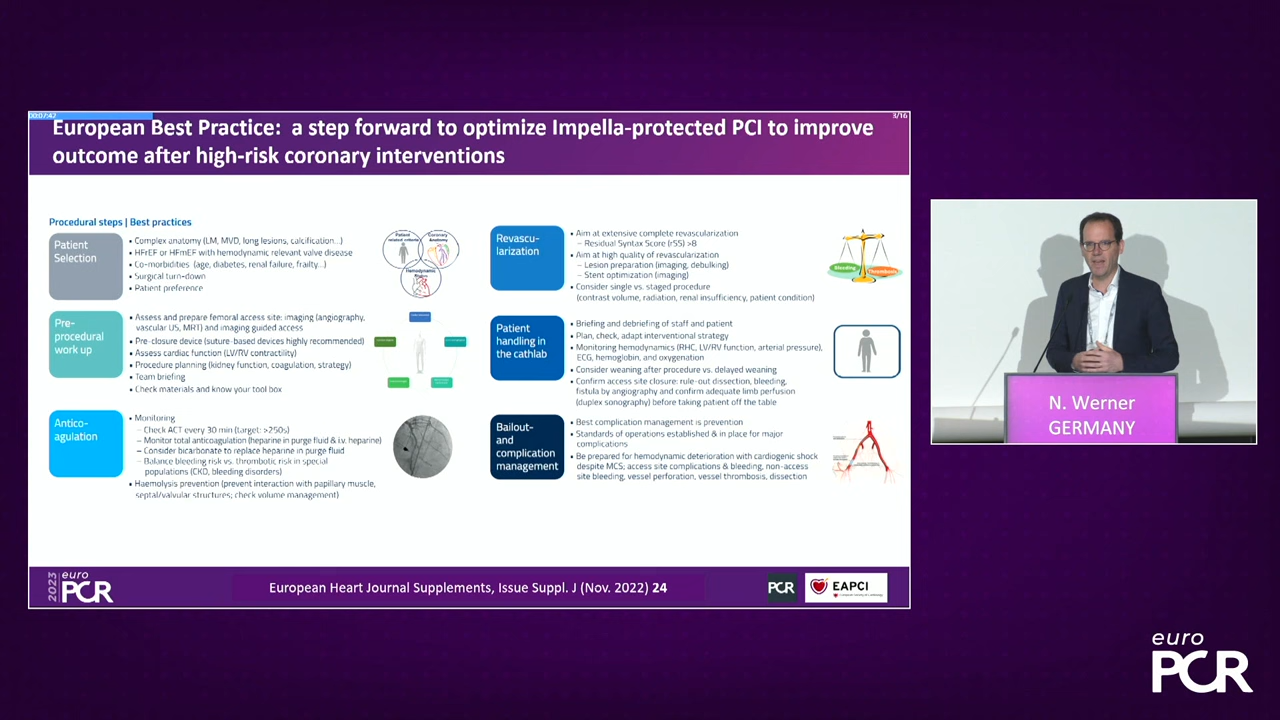 00:07:42
3/16
European Best Practice: a step forward to optimize Impella-protected PCI to improve
outcome after high-risk coronary interventions
Procedural steps | Best practices
Patient
Selection
• Complex anatomy (LM, MVD, long lesions, calcification...)
• HFrEF or HFmEF with hemodynamic relevant valve disease
• Co-morbidities (age, diabetes, renal failure, frailty...)
• Surgical turn-down
• Patient preference
Patient
related criteria
Coronary
Anatomy
Hemodynamic
Pre-
procedural
work up
• Assess and prepare femoral access site: imaging (angiography,
vascular US, MRT) and imaging guided access
• Pre-closure device (suture-based devices highly recommended)
• Assess cardiac function (LV/RV contractility)
• Procedure planning (kidney function, coagulation, strategy)
• Team briefing
• Check materials and know your tool box
Antico-
agulation
• Monitoring
– Check ACT every 30 min (target: >250s)
– Monitor total anticoagulation (heparine in purge fluid & i.v. heparine)
– Consider bicarbonate to replace heparine in purge fluid
– Balance bleeding risk vs. thrombotic risk in special
populations (CKD, bleeding disorders)
• Haemolysis prevention (prevent interaction with papillary muscle,
septal/valvular structures; check volume management)
Revascu-
larization
• Aim at extensive complete revascularization
– Residual Syntax Score (rSS) >8
• Aim at high quality of revascularization
– Lesion preparation (imaging, debulking)
– Stent optimization (imaging)
• Consider single vs. staged procedure
(contrast volume, radiation, renal insufficiency, patient condition)
Bleeding
Thrombosis
Patient
handling in
the cathlab
• Briefing and debriefing of staff and patient
• Plan, check, adapt interventional strategy
• Monitoring hemodynamics (RHC, LV/RV function, arterial pressure),
ECG, hemoglobin, and oxygenation
• Consider weaning after procedure vs. delayed weaning
• Confirm access site closure: rule-out dissection, bleeding,
fistula by angiography and confirm adequate limb perfusion
(duplex sonography) before taking patient off the table
Bailout-
and
complication
management
• Best complication management is prevention
• Standards of operations established & in place for major
complications
• Be prepared for hemodynamic deterioration with cardiogenic shock
despite MCS; access site complications & bleeding, non-access
site bleeding, vessel perforation, vessel thrombosis, dissection
2023
euro
PCR
European Heart Journal Supplements, Issue Suppl. J (Nov. 2022) 24
PCR
EAPCI
N. Werner
GERMANY
euro
PCR